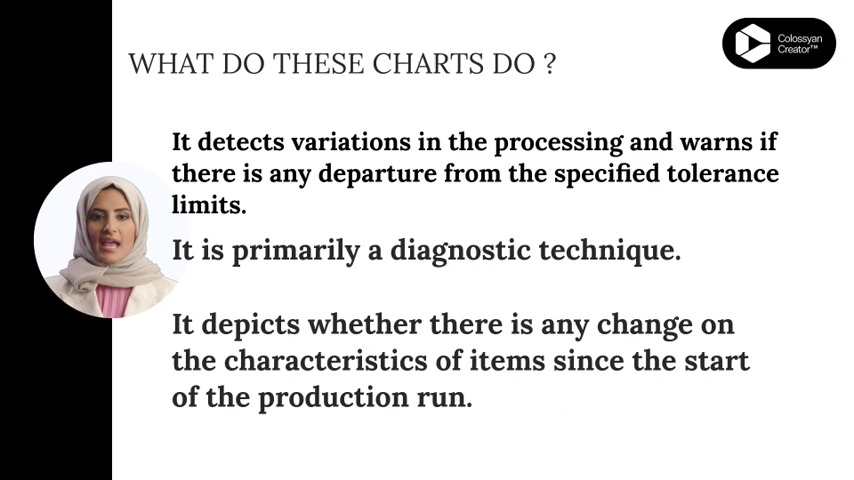 WHAT DO THESE CHARTS DO ?
Colossyan
Creator™
It detects variations in the processing and warns if
there is any departure from the specified tolerance
limits.
It is primarily a diagnostic technique.
It depicts whether there is any change on
the characteristics of items since the start
of the production run.